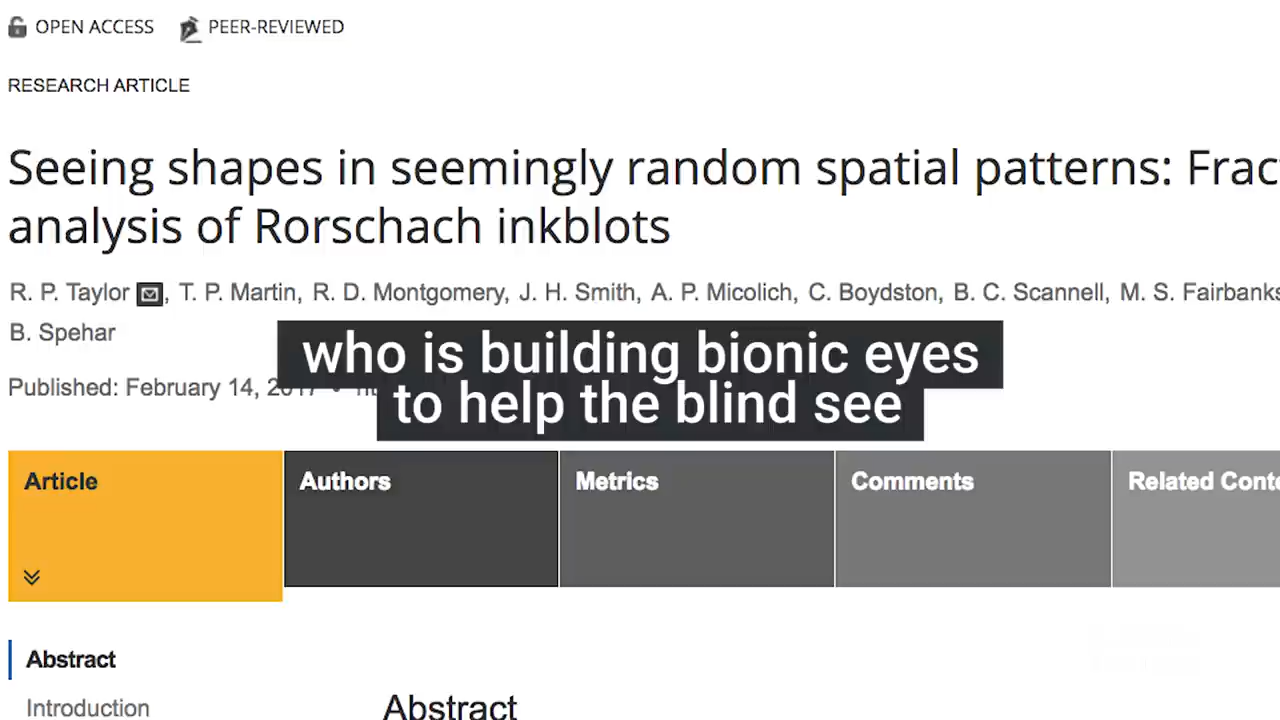 OPEN ACCESS PEER-REVIEWED
RESEARCH ARTICLE
Seeing shapes in seemingly random spatial patterns: Frac
analysis of Rorschach inkblots
R. P. Taylor , T. P. Martin, R. D. Montgomery, J. H. Smith, A. P. Micolich, C. Boydston, B. C. Scannell, M. S. Fairbanks
B. Spehar
who is building bionic eyes
to help the blind see
Published: February 14, 2017
Article Authors Metrics Comments Related Conte
Abstract
Introduction
Abstract